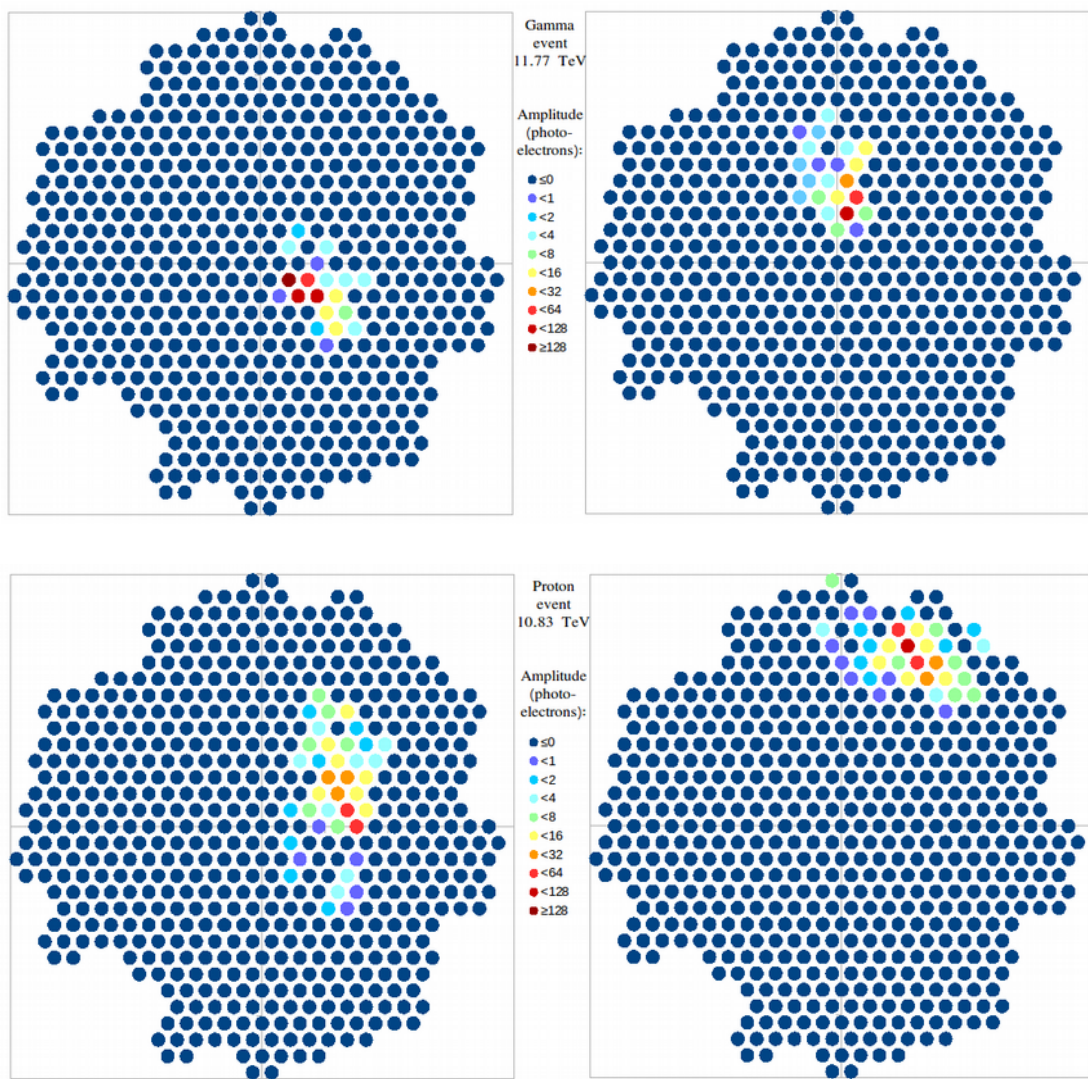 Gamma
event
11.77 TeV
Amplitude
(photo-
electrons):
≤0
<1
<2
<4
<8
<16
<32
<64
<128
≥128
Proton
event
10.83 TeV
Amplitude
(photo-
electrons):
≤0
<1
<2
<4
<8
<16
<32
<64
<128
≥128